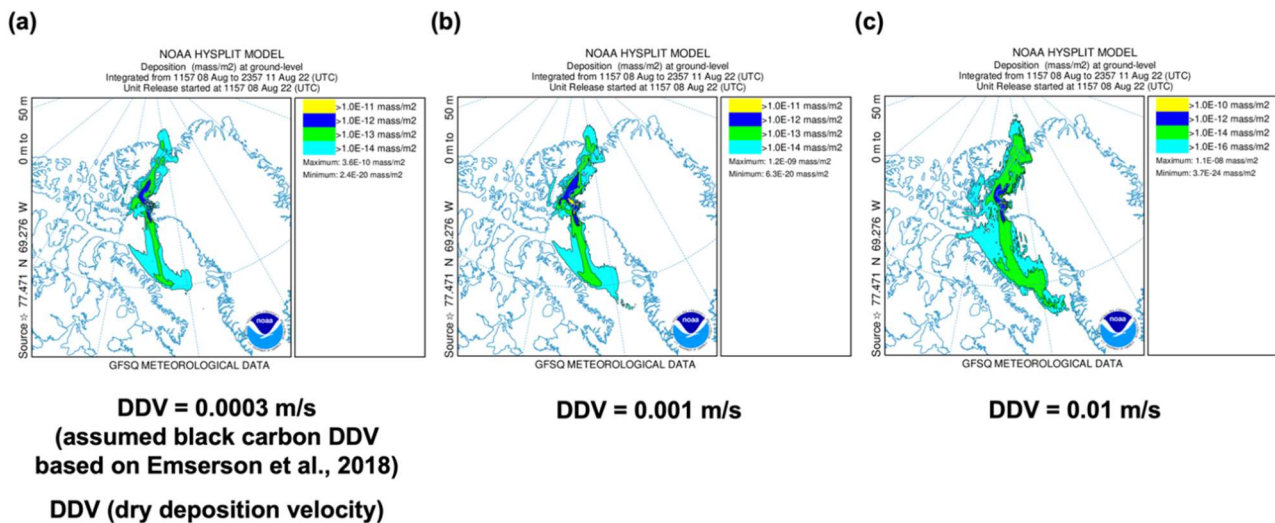 (a)
NOAA HYSPLIT MODEL
Deposition (mass/m2) at ground-level
Integrated from 1157 08 Aug to 2357 11 Aug 22 (UTC)
Unit Release started at 1157 08 Aug 22 (UTC)
Source ☆ 77.471 N 69.276 W 0 m to 50 m
>1.0E-11 mass/m2
>1.0E-12 mass/m2
>1.0E-13 mass/m2
>1.0E-14 mass/m2
Maximum: 3.6E-10 mass/m2
Minimum: 2.4E-20 mass/m2
noaa
GFSQ METEOROLOGICAL DATA
DDV = 0.0003 m/s
(assumed black carbon DDV
based on Emserson et al., 2018)
DDV (dry deposition velocity)
(b)
NOAA HYSPLIT MODEL
Deposition (mass/m2) at ground-level
Integrated from 1157 08 Aug to 2357 11 Aug 22 (UTC)
Unit Release started at 1157 08 Aug 22 (UTC)
Source ☆ 77.471 N 69.276 W 0 m to 50 m
>1.0E-11 mass/m2
>1.0E-12 mass/m2
>1.0E-13 mass/m2
>1.0E-14 mass/m2
Maximum: 1.2E-09 mass/m2
Minimum: 6.3E-20 mass/m2
noaa
GFSQ METEOROLOGICAL DATA
DDV = 0.001 m/s
(c)
NOAA HYSPLIT MODEL
Deposition (mass/m2) at ground-level
Integrated from 1157 08 Aug to 2357 11 Aug 22 (UTC)
Unit Release started at 1157 08 Aug 22 (UTC)
Source ☆ 77.471 N 69.276 W 0 m to 50 m
>1.0E-10 mass/m2
>1.0E-12 mass/m2
>1.0E-14 mass/m2
>1.0E-16 mass/m2
Maximum: 1.1E-08 mass/m2
Minimum: 3.7E-24 mass/m2
noaa
GFSQ METEOROLOGICAL DATA
DDV = 0.01 m/s